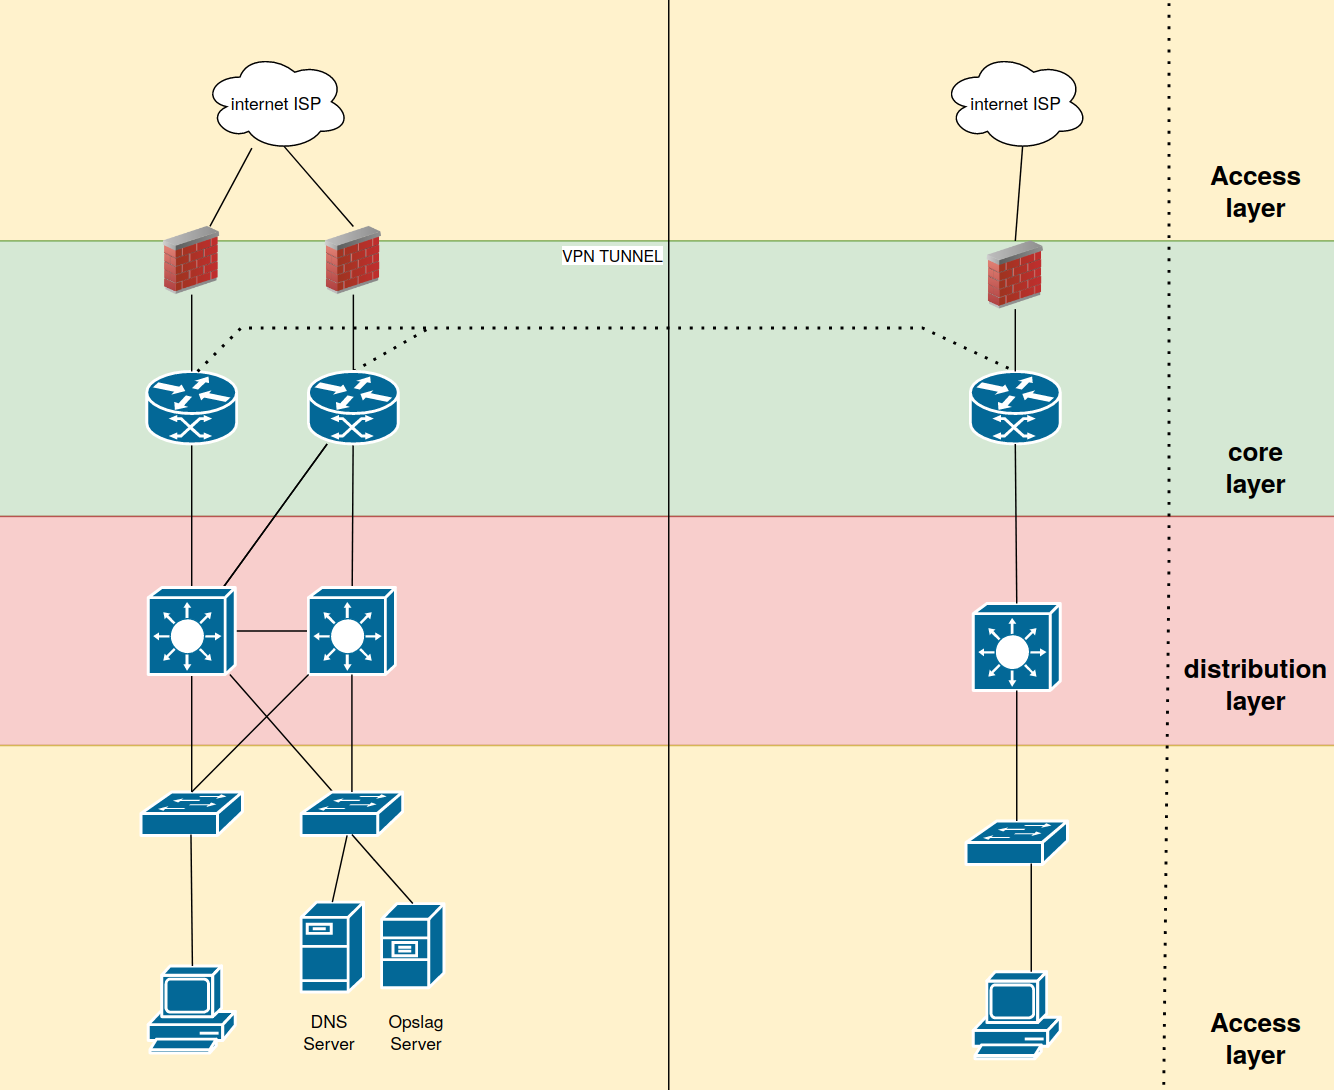 internet ISP
internet ISP
Access
layer
VPN TUNNEL
core
layer
distribution
layer
DNS
Server
Opslag
Server
Access
layer